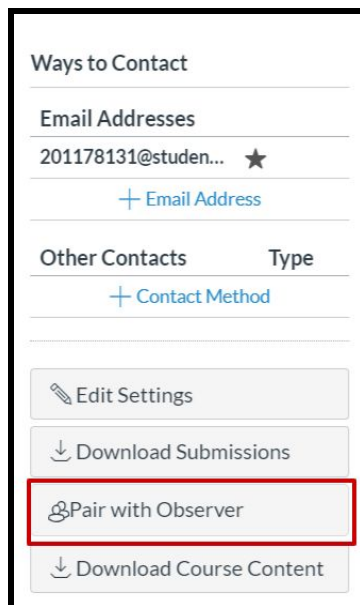 Ways to Contact
Email Addresses
201178131@studen...
+ Email Address
Other Contacts Type
+ Contact Method
Edit Settings
Download Submissions
Pair with Observer
Download Course Content